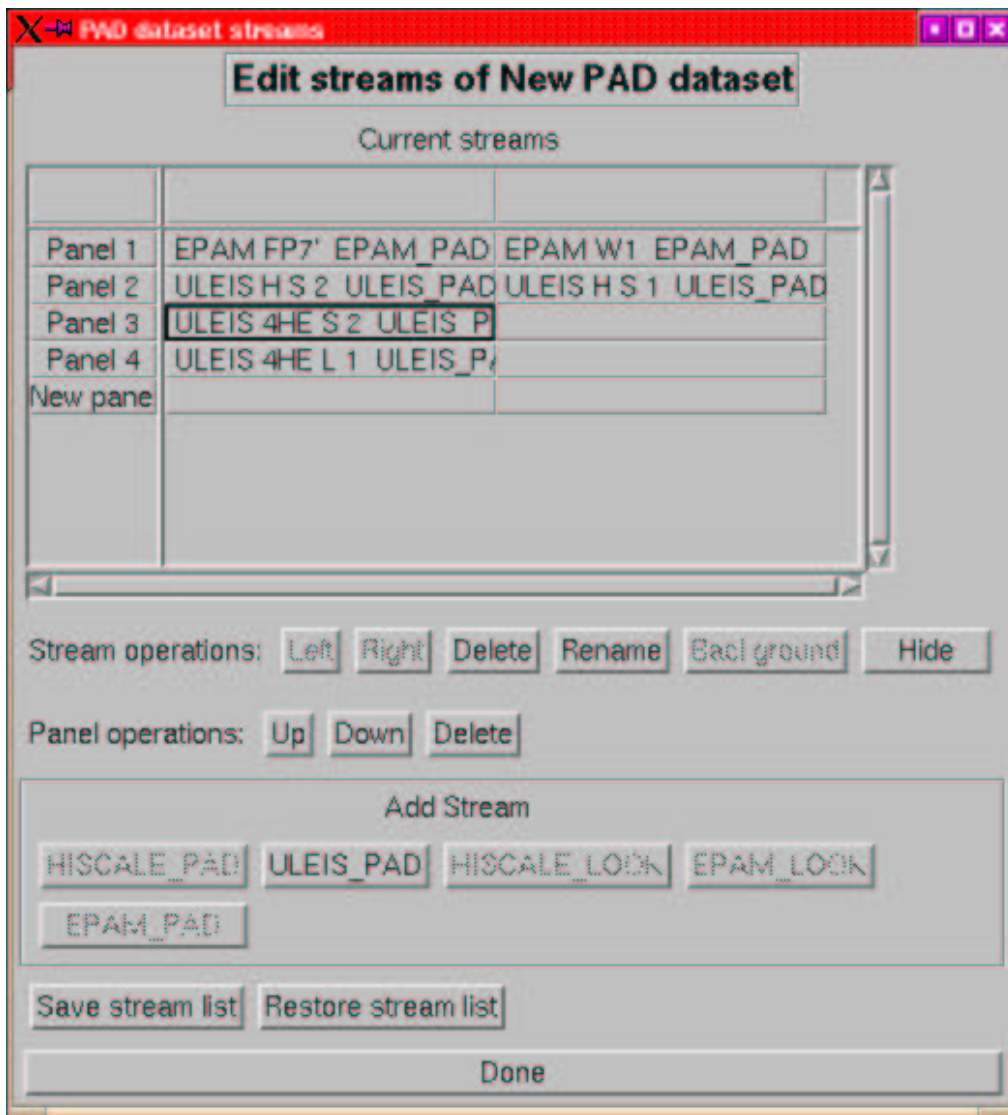 PAD dataset streams
Edit streams of New PAD dataset
Current streams
Panel 1 EPAM FP7' EPAM_PAD EPAM W1 EPAM_PAD
Panel 2 ULEIS H S 2 ULEIS_PAD ULEIS H S 1 ULEIS_PAD
Panel 3 ULEIS 4HE S 2 ULEIS_P
Panel 4 ULEIS 4HE L 1 ULEIS_PA
New pane
Stream operations: Left Right Delete Rename Background Hide
Panel operations: Up Down Delete
Add Stream
HISCALE_PAD ULEIS_PAD HISCALE_LOOK EPAM_LOOK
EPAM_PAD
Save stream list Restore stream list
Done